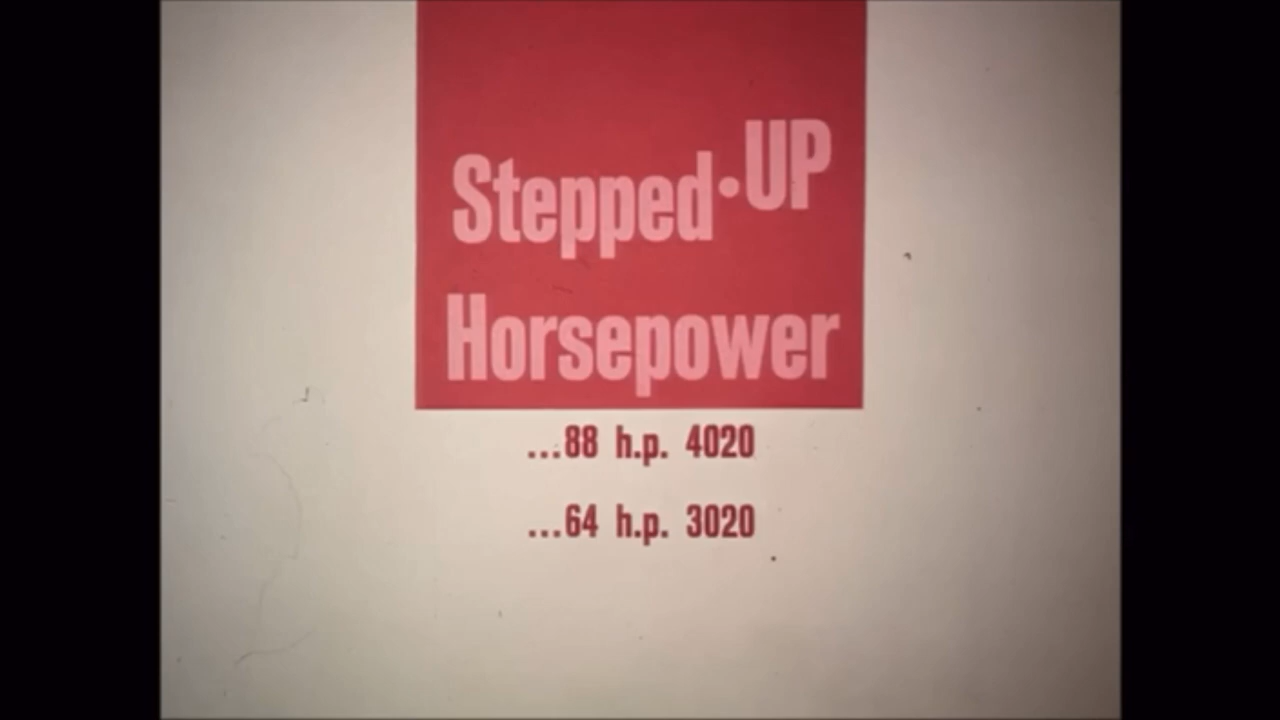 Stepped•UP
Horsepower
...88 h.p. 4020
...64 h.p. 3020